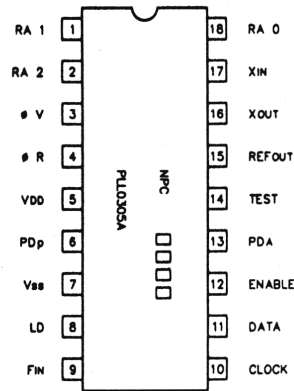 RA 1 1 18 RA 0
RA 2 2 17 XIN
ø V 3 16 XOUT
ø R 4 15 REFOUT
VDD 5 14 TEST
PDp 6 13 PDA
Vss 7 12 ENABLE
LD 8 11 DATA
FIN 9 10 CLOCK
NPC
PLL0305A